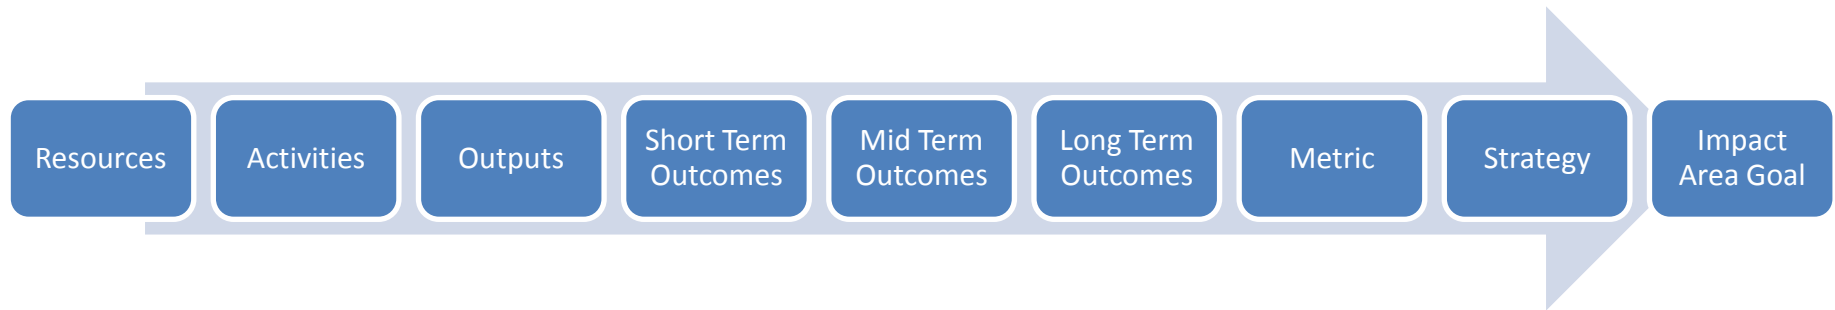 Resources
Activities
Outputs
Short Term
Outcomes
Mid Term
Outcomes
Long Term
Outcomes
Metric
Strategy
Impact
Area Goal